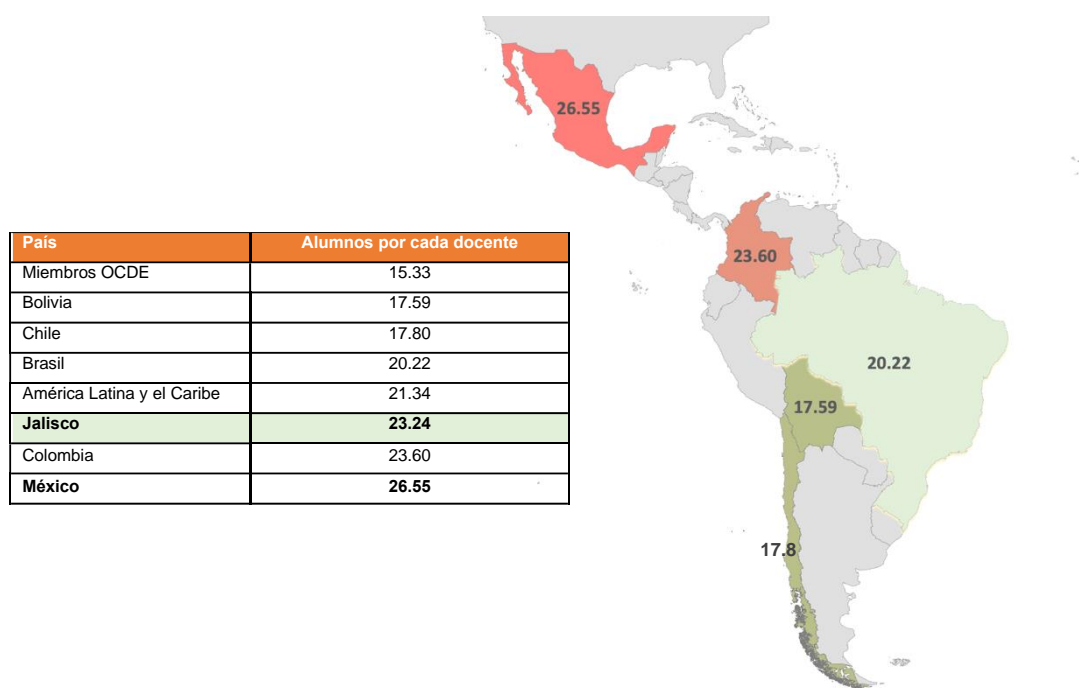 País Alumnos por cada docente
Miembros OCDE 15.33
Bolivia 17.59
Chile 17.80
Brasil 20.22
América Latina y el Caribe 21.34
Jalisco 23.24
Colombia 23.60
México 26.55
26.55
23.60
20.22
17.59
17.8